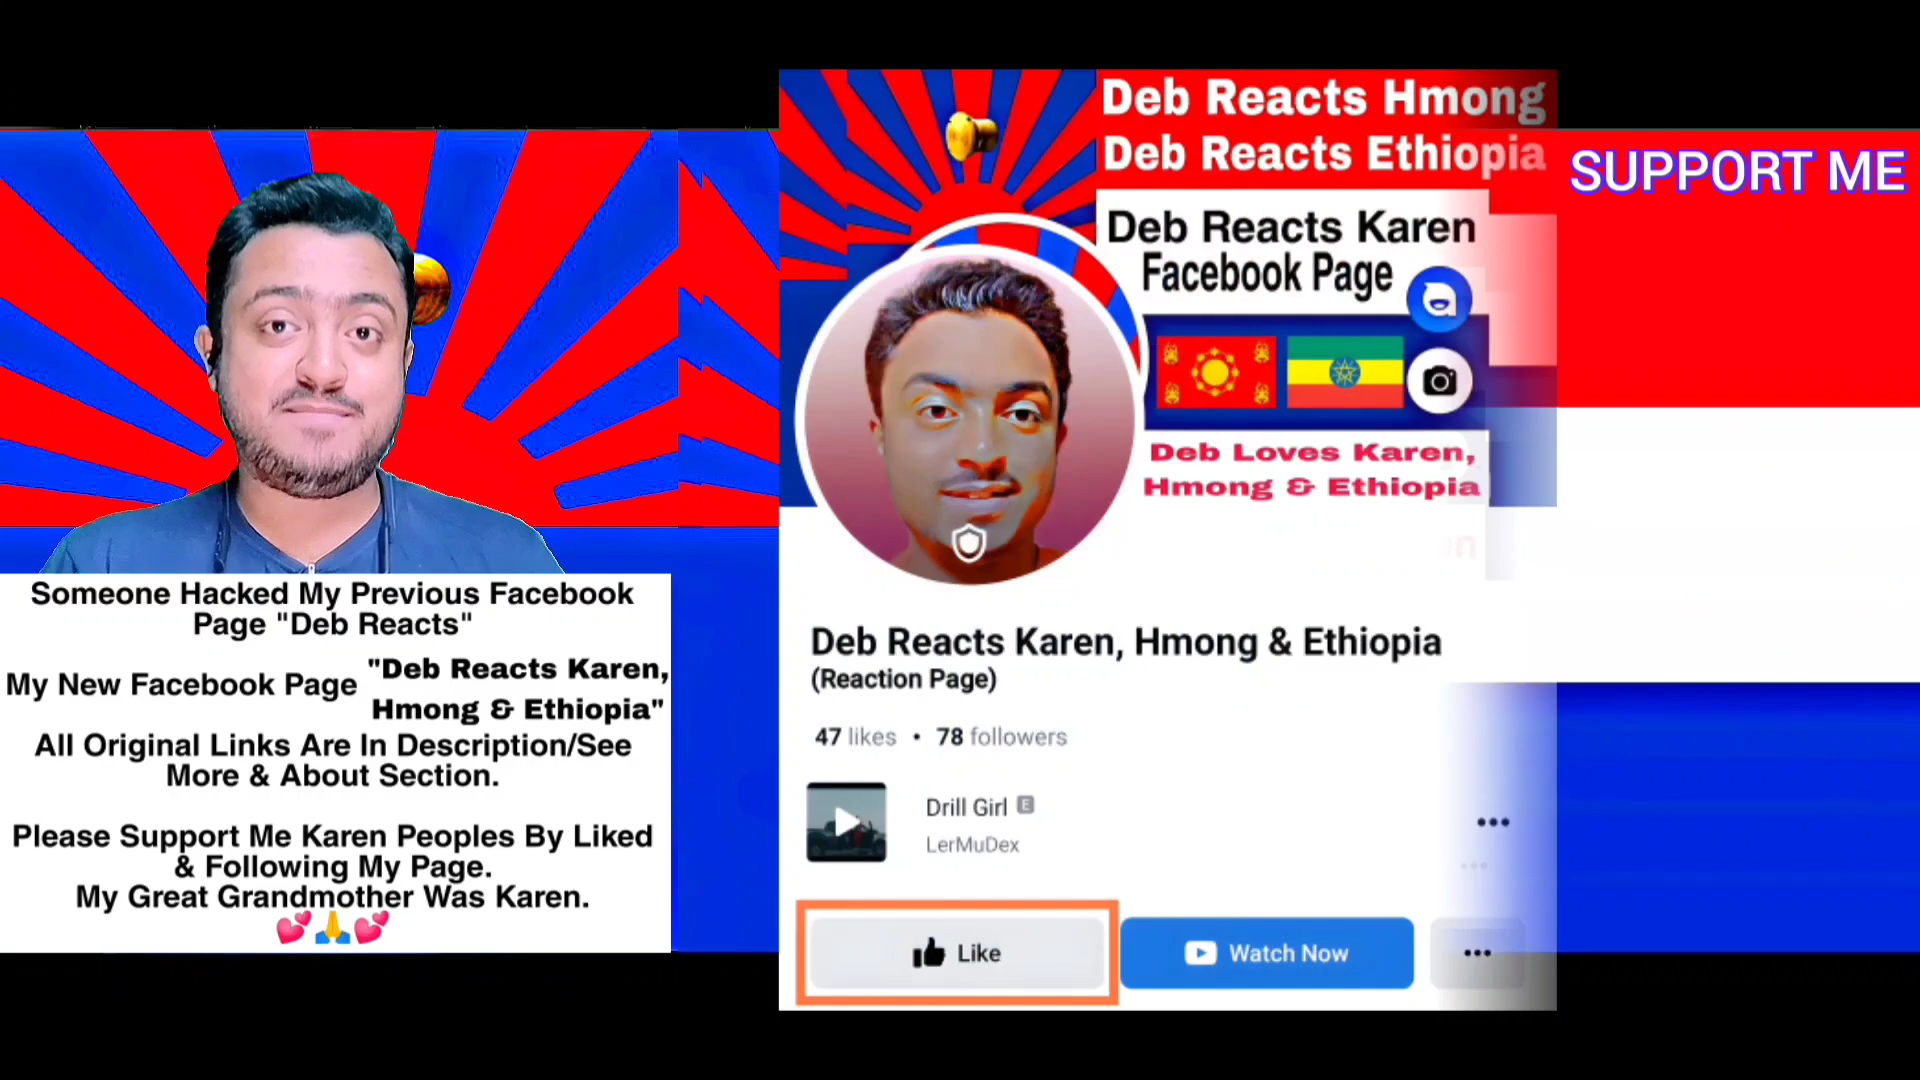 Someone Hacked My Previous Facebook
Page "Deb Reacts"
My New Facebook Page "Deb Reacts Karen,
Hmong & Ethiopia"
All Original Links Are In Description/See
More & About Section.
Please Support Me Karen Peoples By Liked
& Following My Page.
My Great Grandmother Was Karen.
💕🙏💕
Deb Reacts Hmong
Deb Reacts Ethiopia
Deb Reacts Karen
Facebook Page
Deb Loves Karen,
Hmong & Ethiopia
Deb Reacts Karen, Hmong & Ethiopia
(Reaction Page)
47 likes • 78 followers
Drill Girl E
LerMuDex
Like
Watch Now
SUPPORT ME